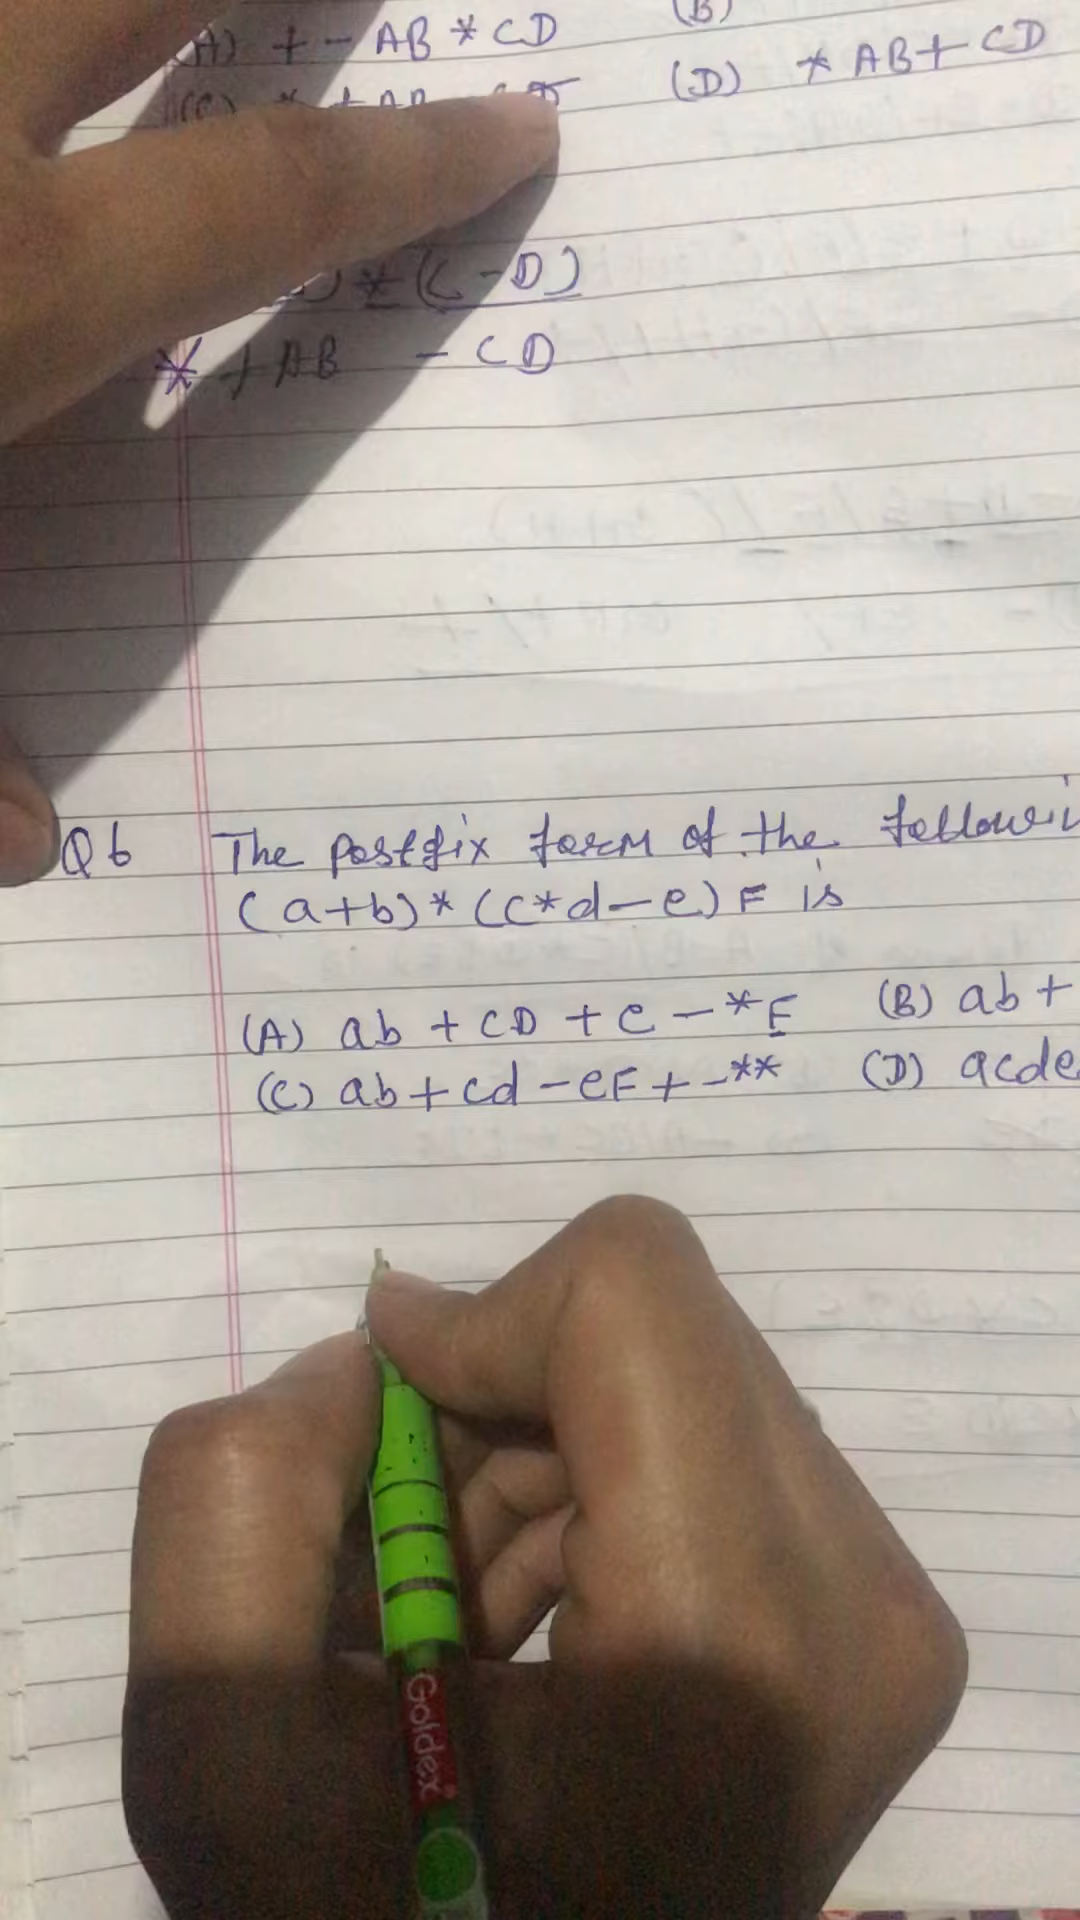 (A) + - AB * CD (B)
(D) * AB + CD
* (C - D)
* + AB - CD
Q6 The postfix form of the
(a+b)*(c*d-e) F is
(A) ab + CD + e - * F (B) ab +
(C) ab + cd - eF + - ** (D) acde
Goldex